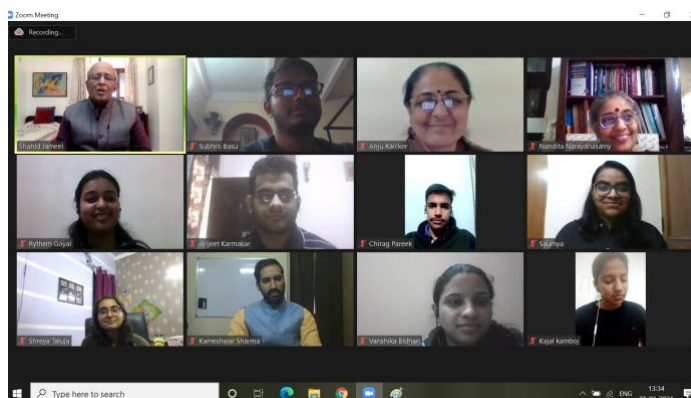 Zoom Meeting
Recording...
Shahid Jameel
Subhro Basu
Anju Kaicker
Nandita Narayanasamy
Rythem Goyal
Arijeet Karmakar
Chirag Pareek
Saumya
Shreya Taluja
Kameshwar Sharma
Vanshika Bidhan
Kajal kamboj
Type here to search
ENG
13:34